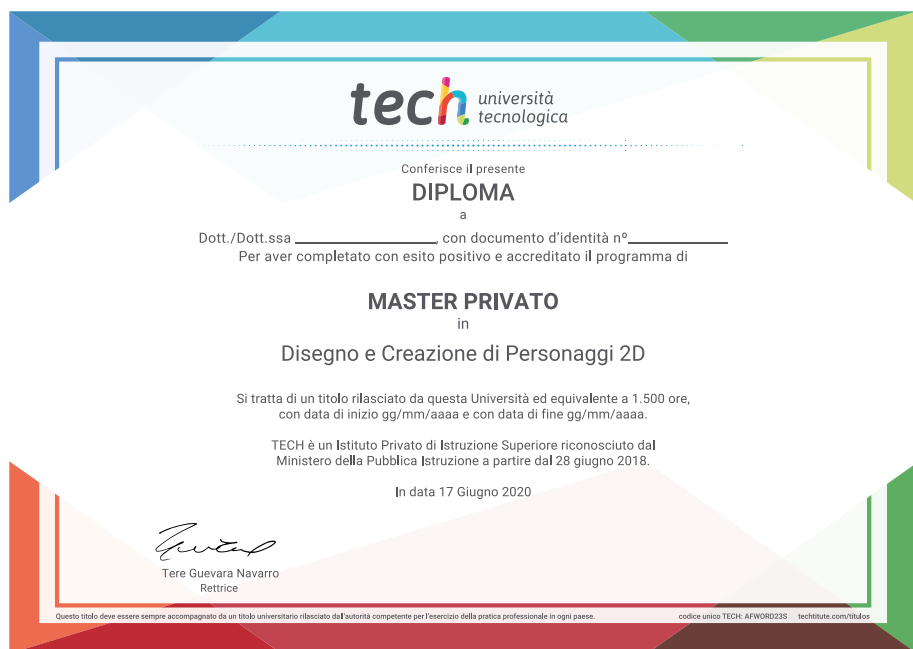 tech università
tecnologica
Conferisce il presente
DIPLOMA
a
Dott./Dott.ssa ________________, con documento d'identità nº____________
Per aver completato con esito positivo e accreditato il programma di
MASTER PRIVATO
in
Disegno e Creazione di Personaggi 2D
Si tratta di un titolo rilasciato da questa Università ed equivalente a 1.500 ore,
con data di inizio gg/mm/aaaa e con data di fine gg/mm/aaaa.
TECH è un Istituto Privato di Istruzione Superiore riconosciuto dal
Ministero della Pubblica Istruzione a partire dal 28 giugno 2018.
In data 17 Giugno 2020
Tere Guevara Navarro
Rettrice
Questo titolo deve essere sempre accompagnato da un titolo universitario rilasciato dall'autorità competente per l'esercizio della pratica professionale in ogni paese. codice unico TECH: AFWORD23S techtitute.com/titulos